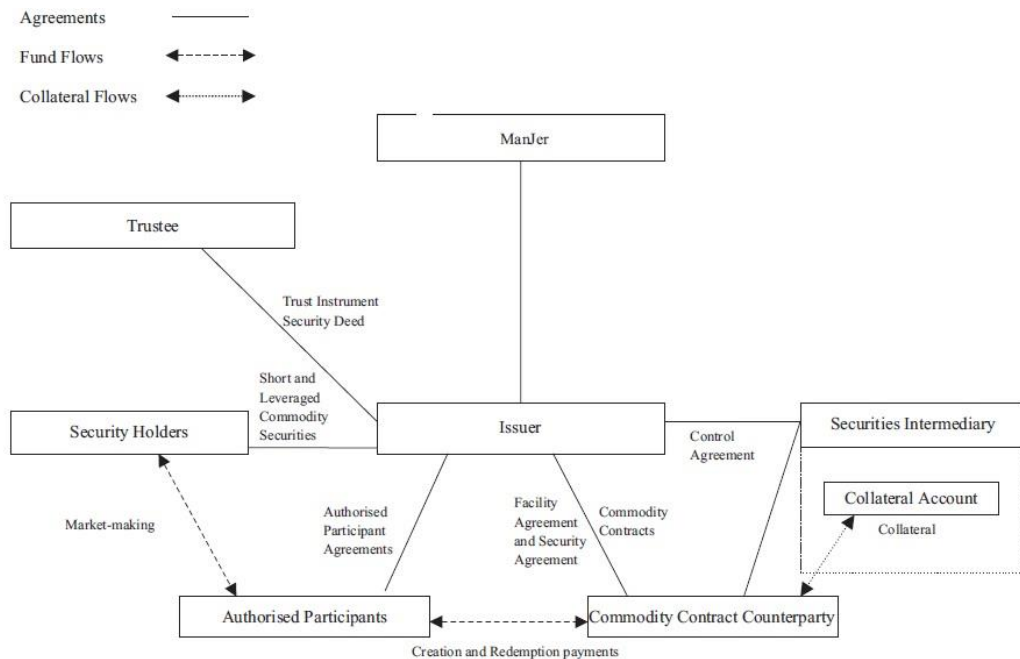 Agreements
Fund Flows
Collateral Flows
ManJer
Trustee
Trust Instrument
Security Deed
Short and
Leveraged
Commodity
Securities
Security Holders
Issuer
Securities Intermediary
Control
Agreement
Collateral Account
Collateral
Market-making
Authorised
Participant
Agreements
Facility
Agreement
and Security
Agreement
Commodity
Contracts
Authorised Participants
Commodity Contract Counterparty
Creation and Redemption payments